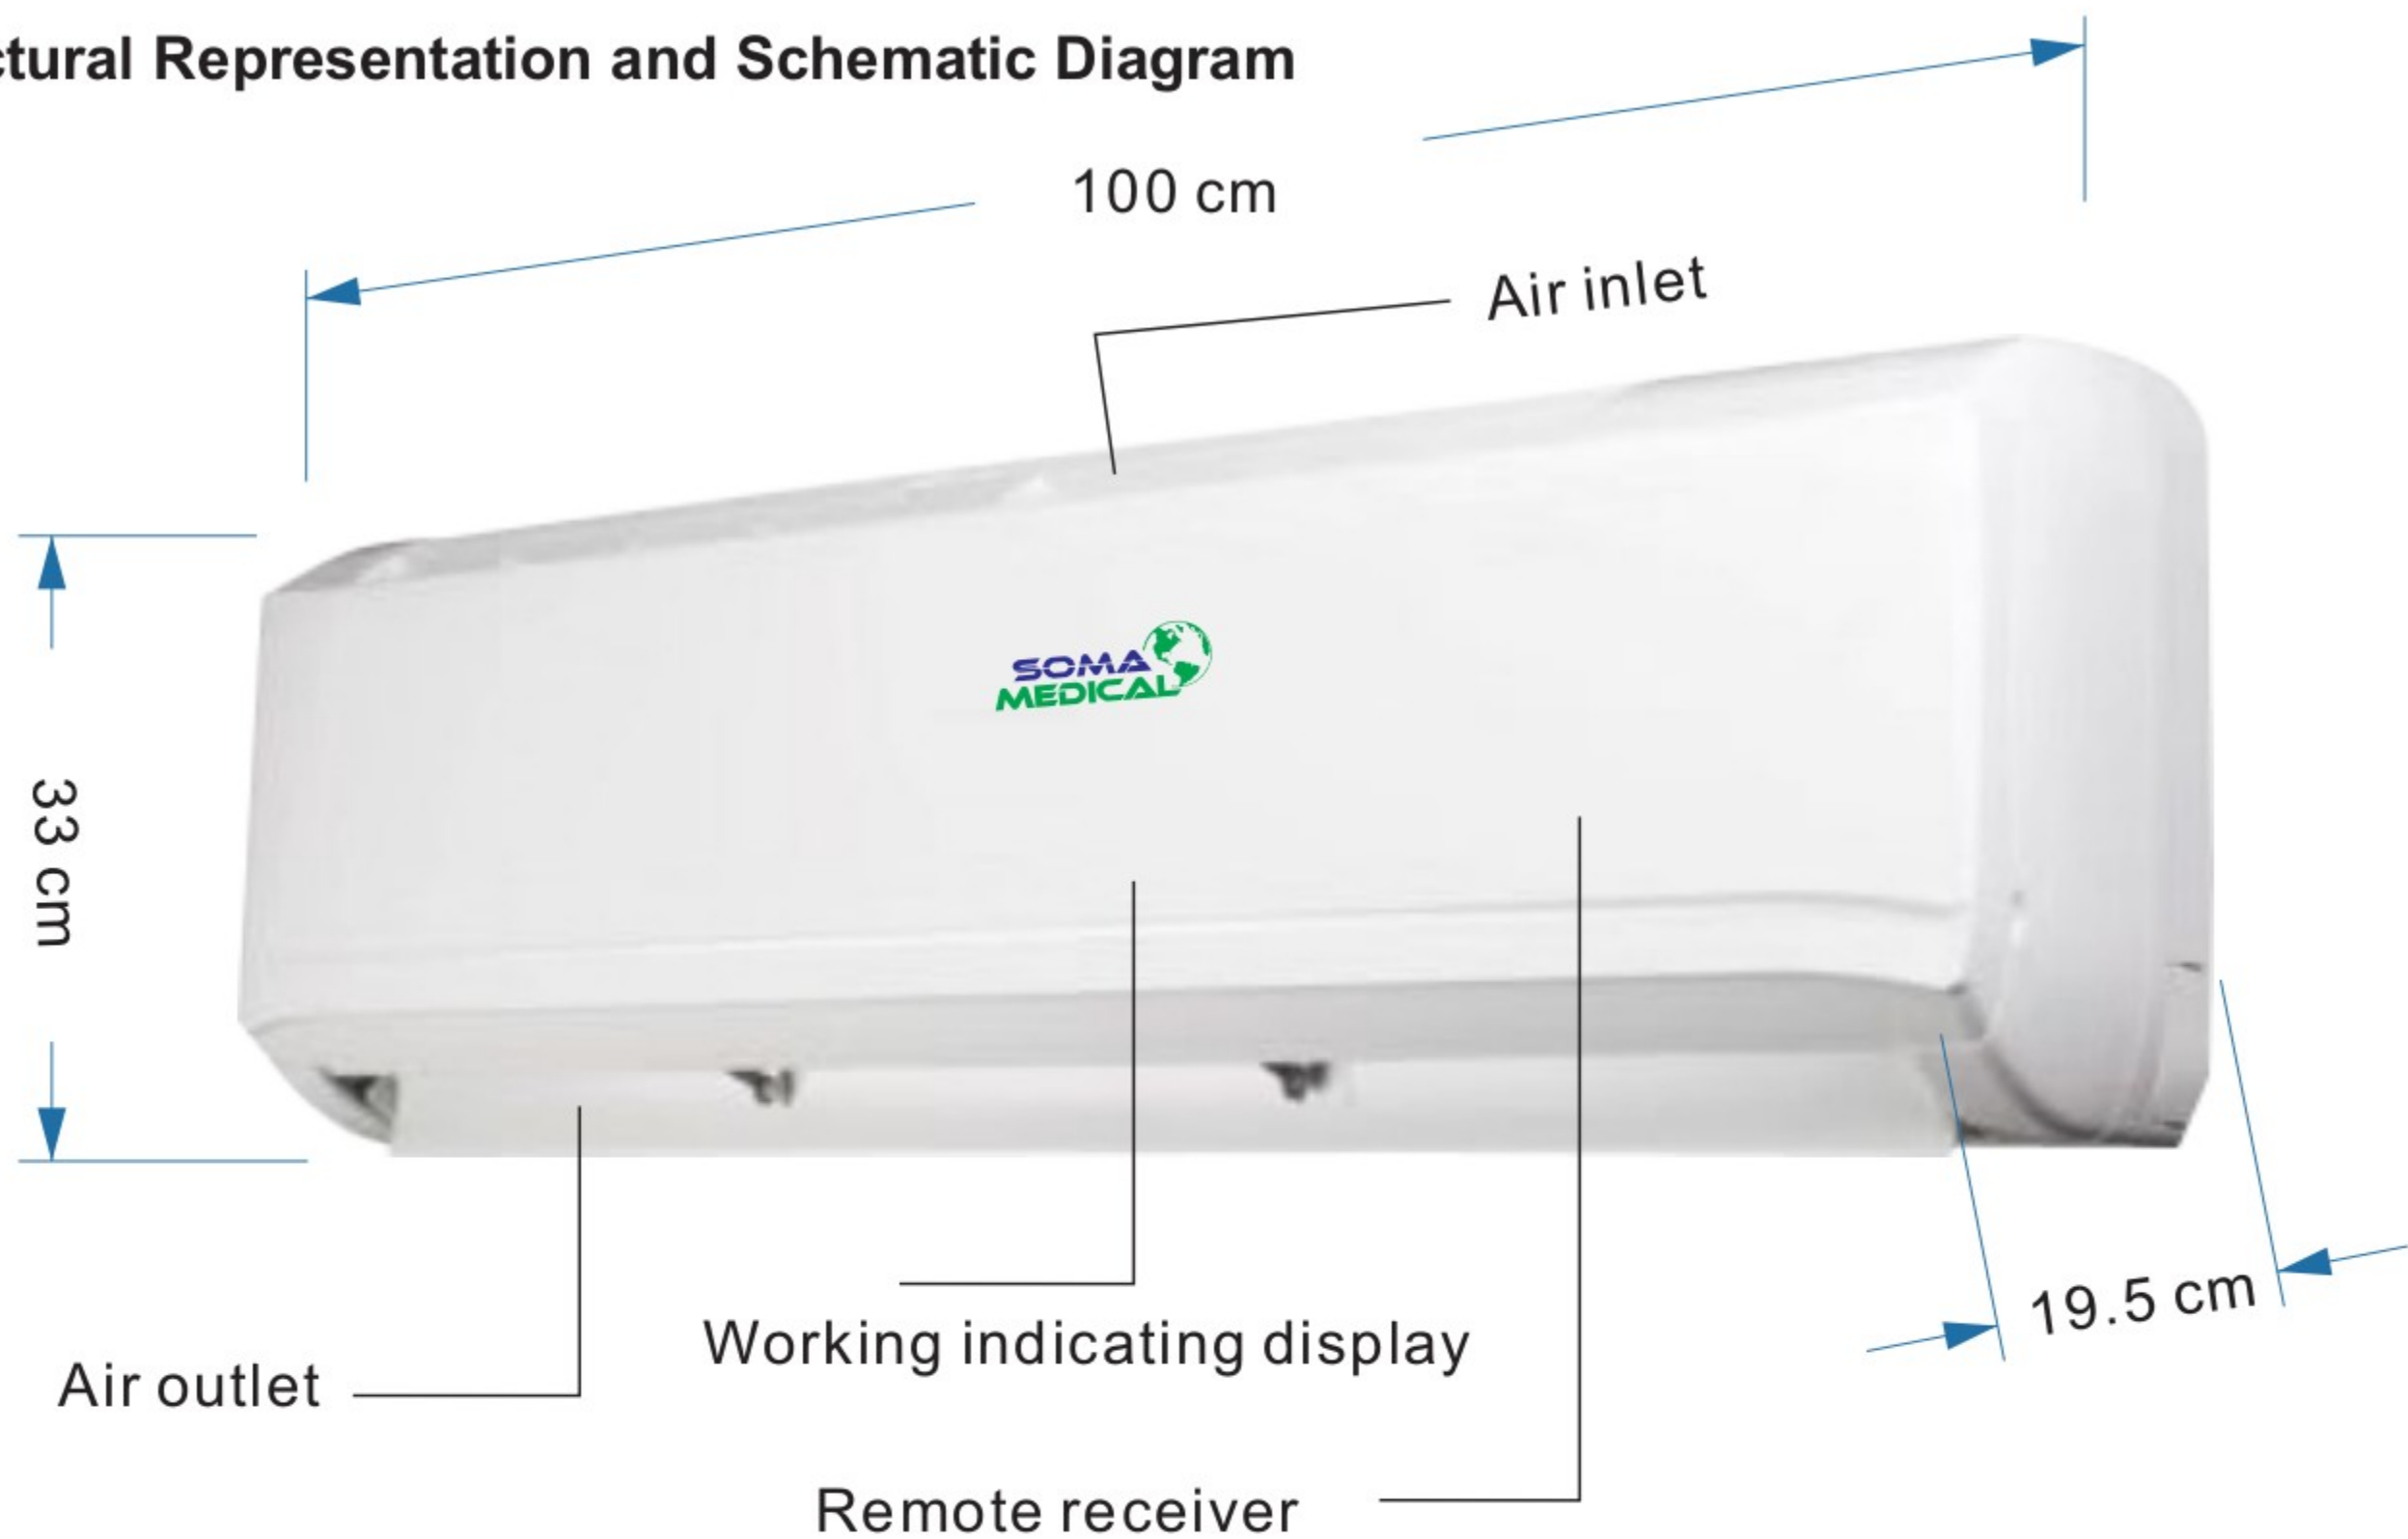 ctural Representation and Schematic Diagram
100 cm
Air inlet
SOMA
MEDICAL
33 cm
19.5 cm
Working indicating display
Air outlet
Remote receiver